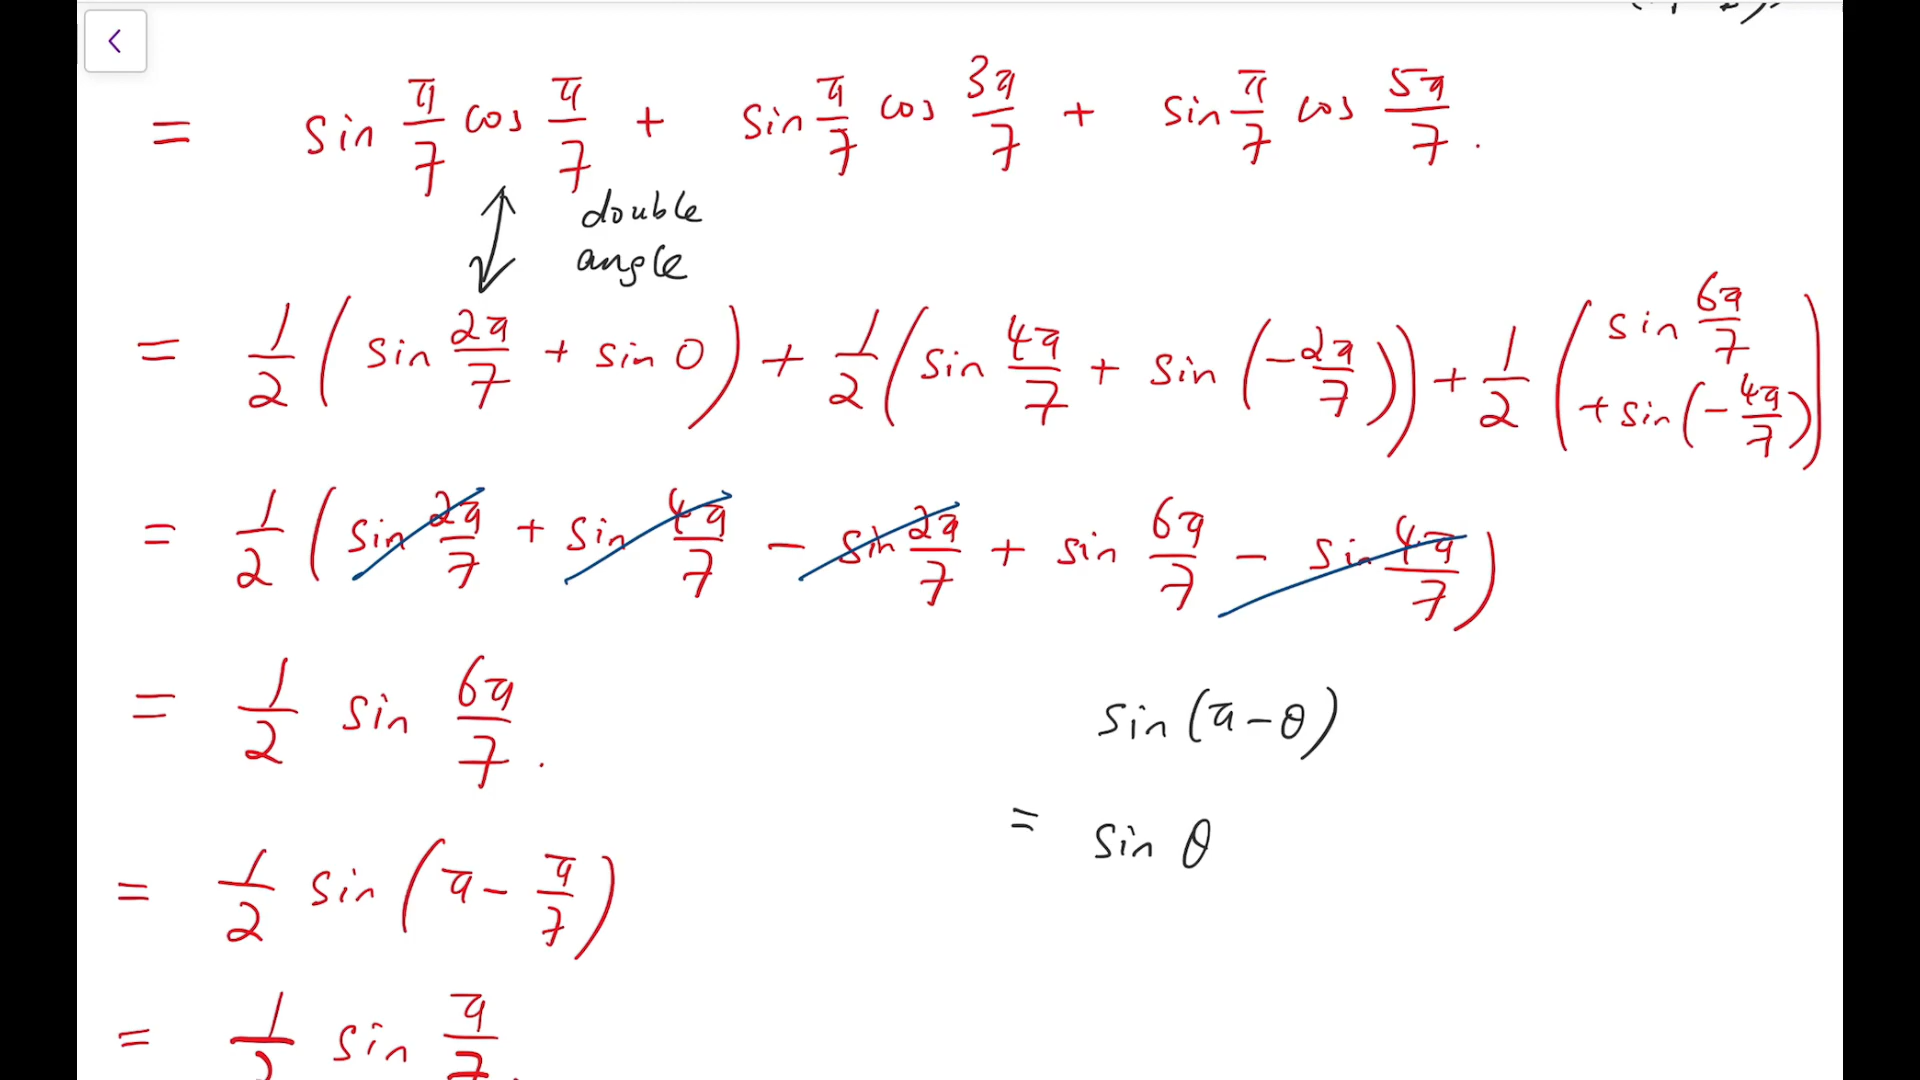 = sin π/7 cos π/7 + sin π/7 cos 3π/7 + sin π/7 cos 5π/7 .
double
angle
= 1/2 ( sin 2π/7 + sin 0 ) + 1/2 ( sin 4π/7 + sin (-2π/7) ) + 1/2 ( sin 6π/7 + sin (-4π/7) )
= 1/2 ( sin 2π/7 + sin 4π/7 - sin 2π/7 + sin 6π/7 - sin 4π/7 )
= 1/2 sin 6π/7 .
sin (π-θ)
= sin θ
= 1/2 sin ( π - π/7 )
= 1/2 sin π/7 .